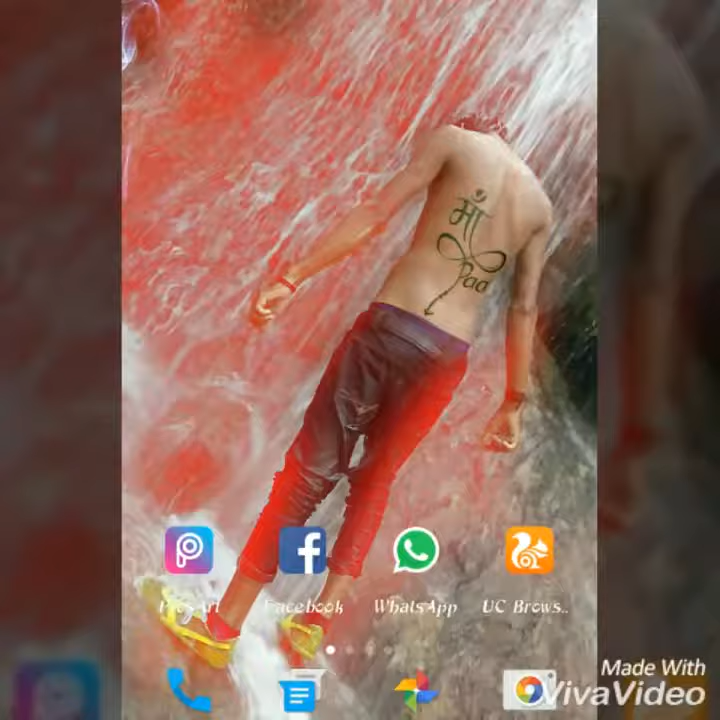 माँ
Paa
PicsArt
Facebook
WhatsApp
UC Brows..
Made With
VivaVideo